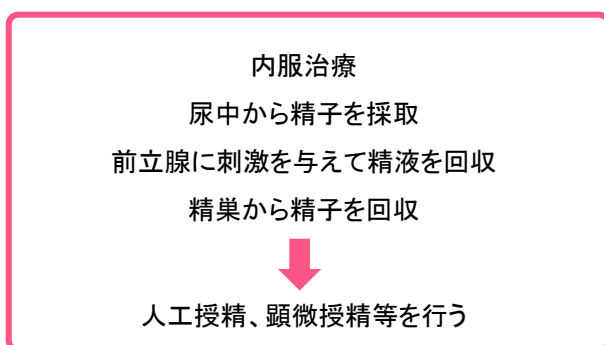 内服治療
尿中から精子を採取
前立腺に刺激を与えて精液を回収
精巣から精子を回収
人工授精、顕微授精等を行う